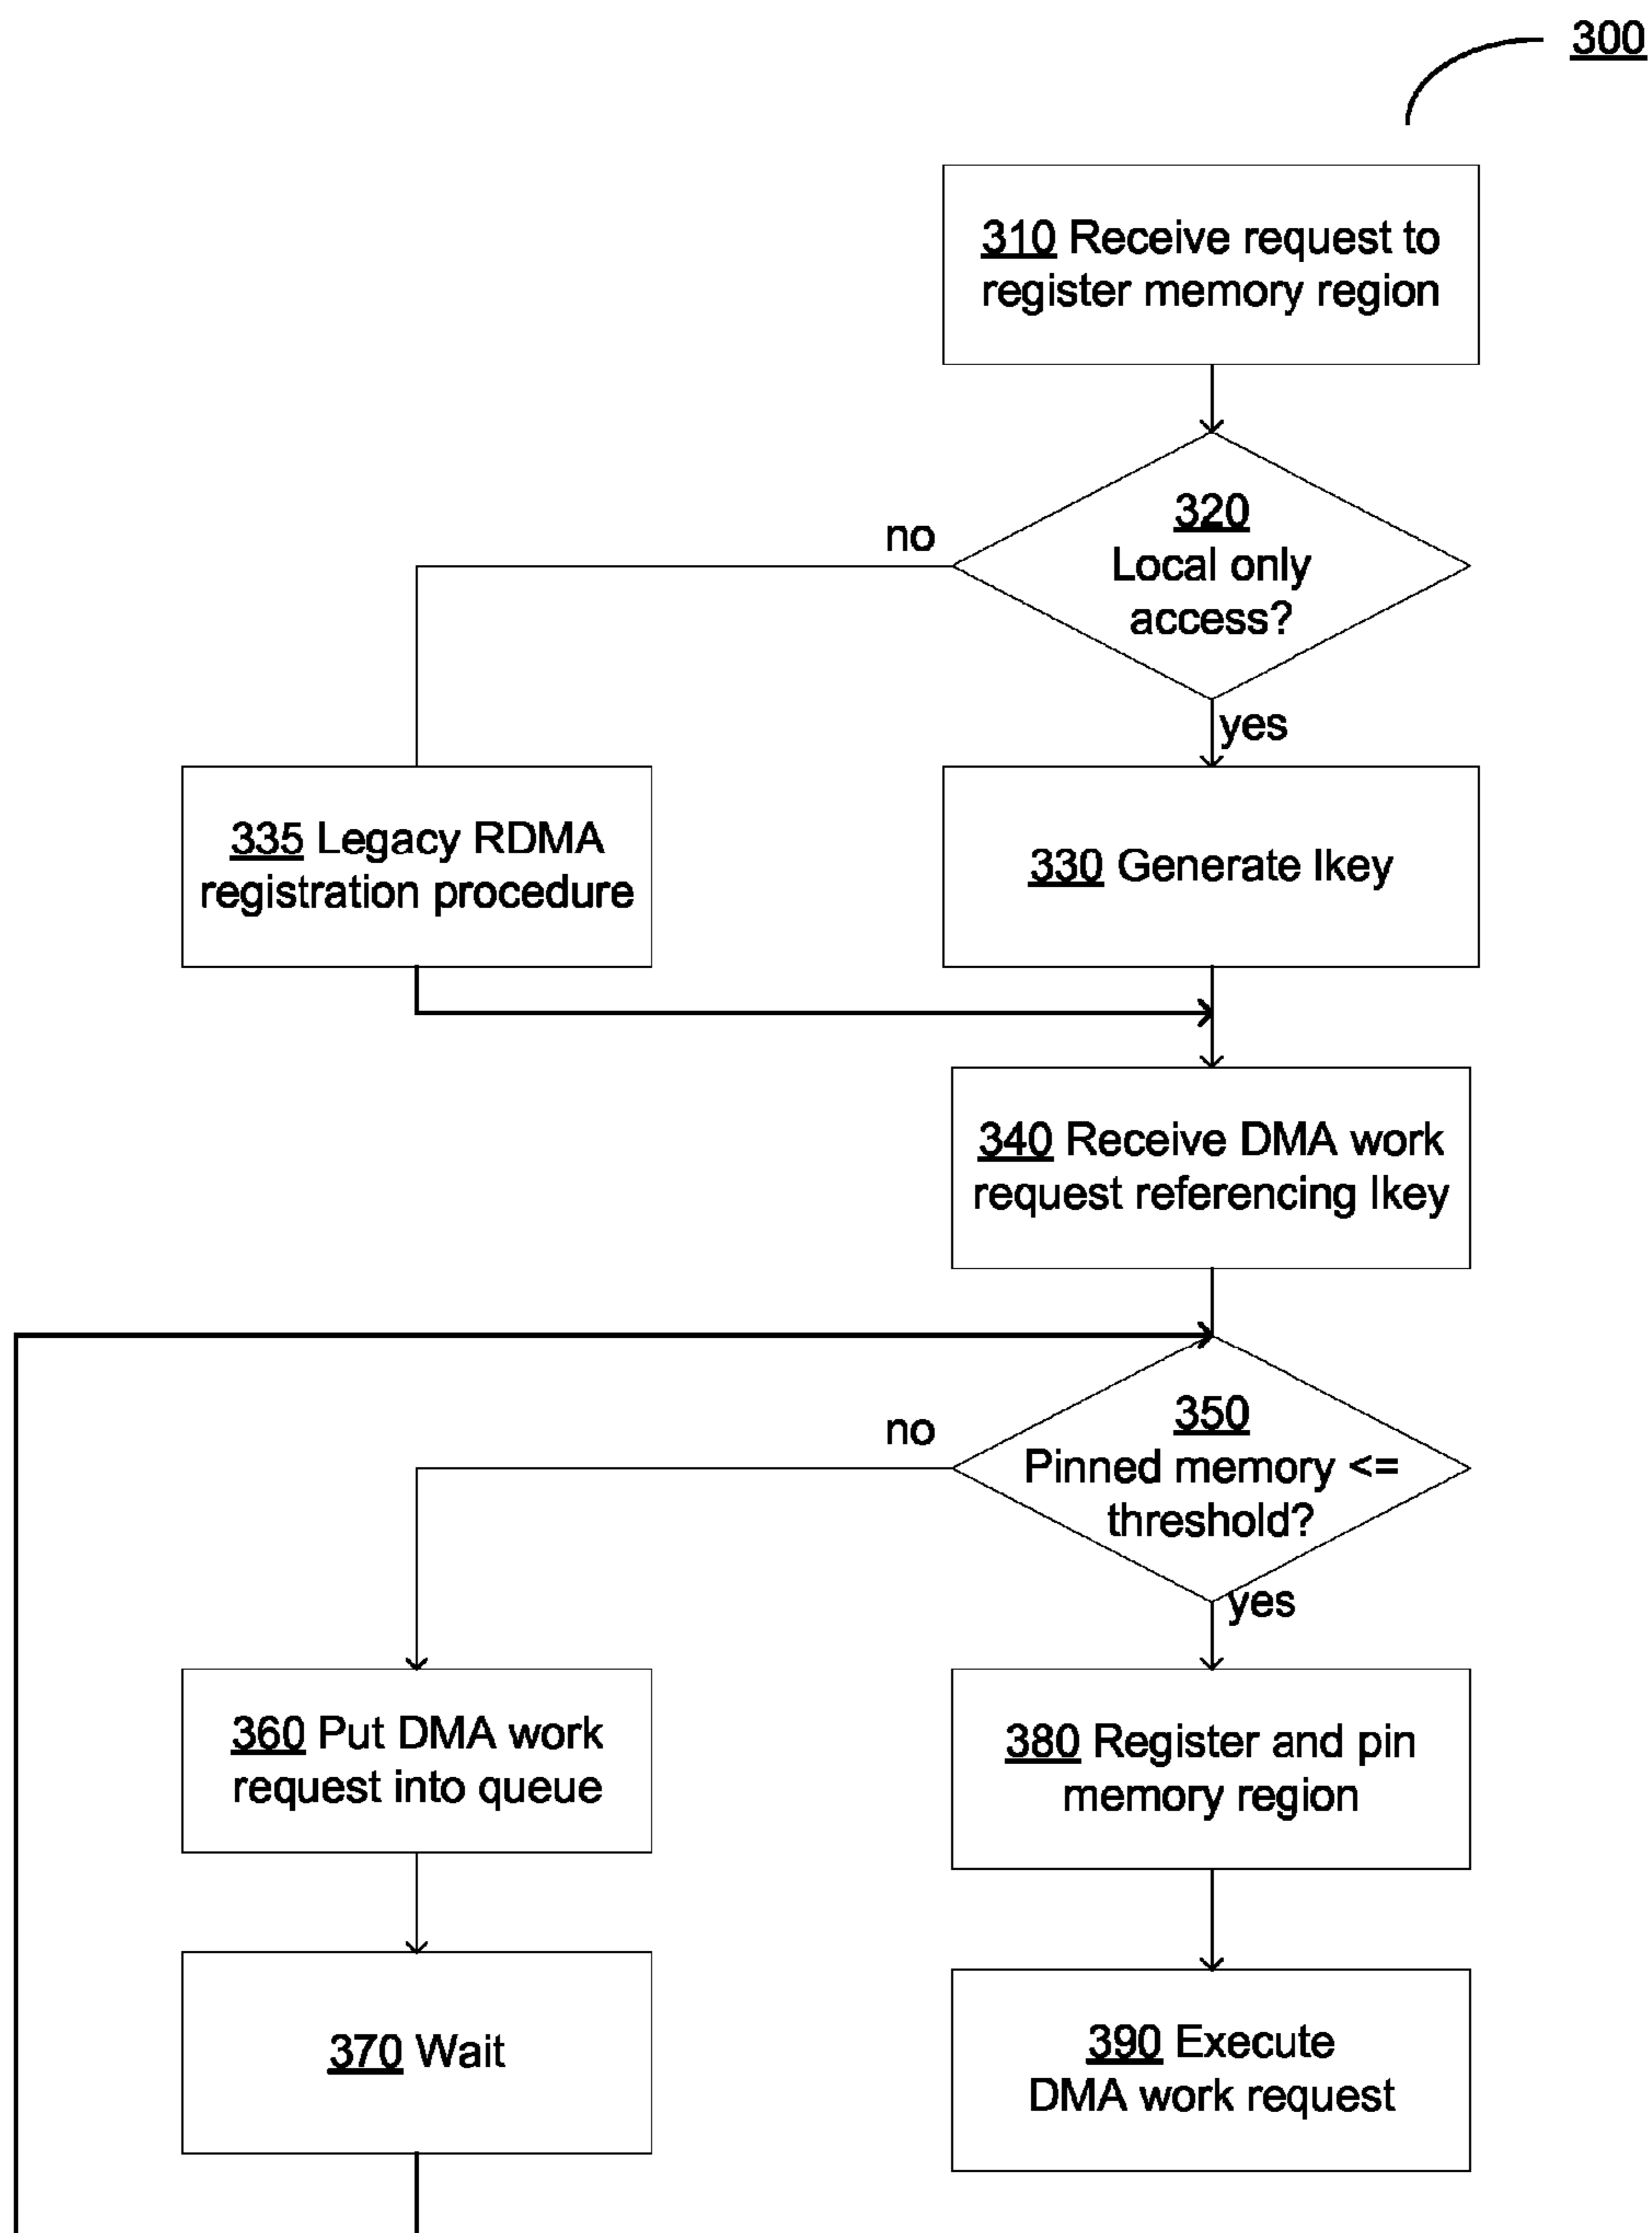 300
310 Receive request to
register memory region
320
Local only
access?
no
yes
335 Legacy RDMA
registration procedure
330 Generate lkey
340 Receive DMA work
request referencing lkey
350
Pinned memory <=
threshold?
no
yes
360 Put DMA work
request into queue
380 Register and pin
memory region
370 Wait
390 Execute
DMA work request